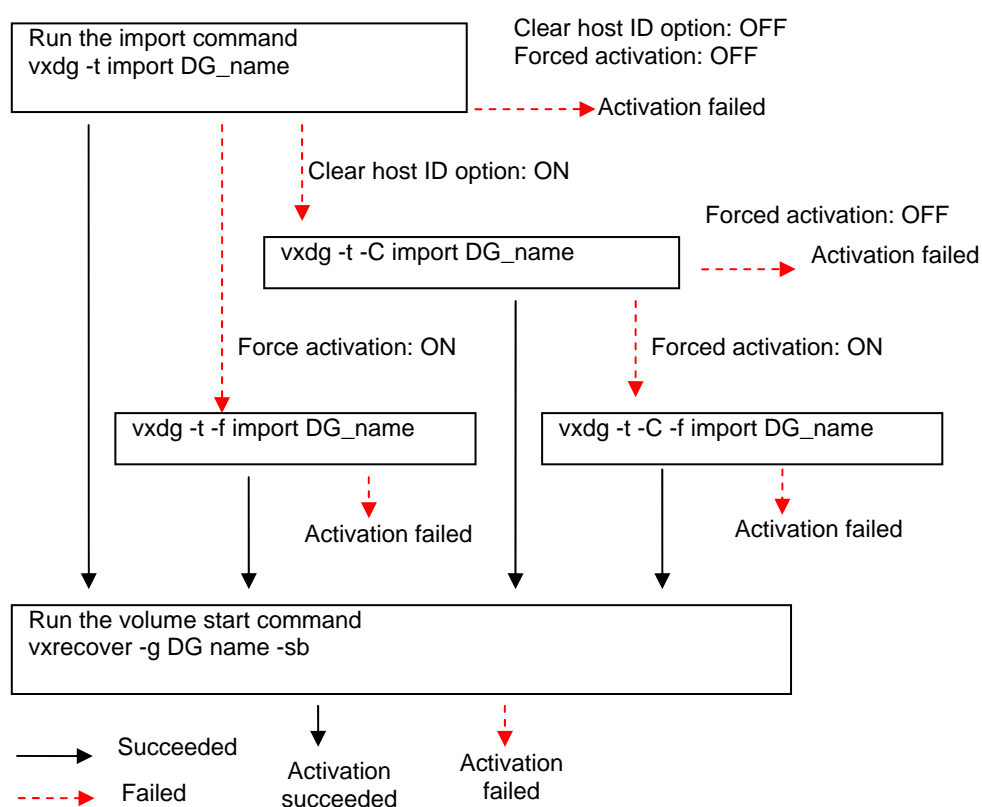 Run the import command
vxdg -t import DG_name
Clear host ID option: OFF
Forced activation: OFF
Activation failed
Clear host ID option: ON
Forced activation: OFF
vxdg -t -C import DG_name
Activation failed
Force activation: ON
Forced activation: ON
vxdg -t -f import DG_name
vxdg -t -C -f import DG_name
Activation failed
Activation failed
Run the volume start command
vxrecover -g DG name -sb
Succeeded
Failed
Activation
succeeded
Activation
failed